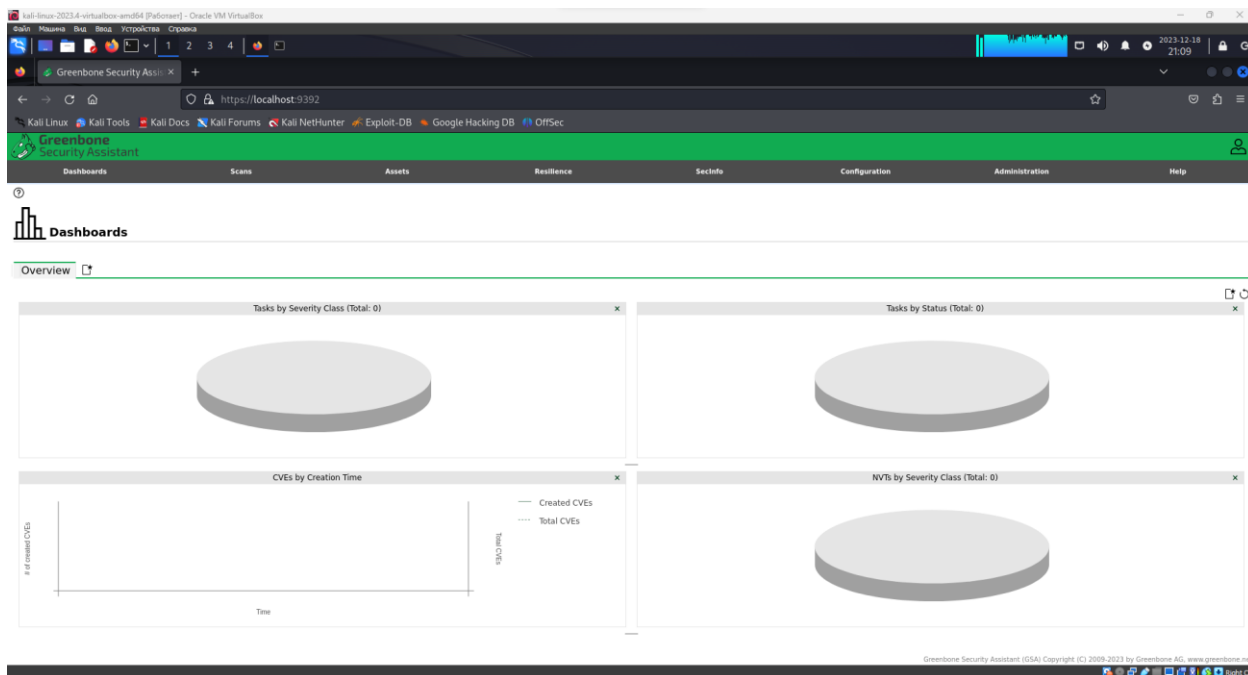 kali-linux-2023.4-virtualbox-amd64 [Работает] - Oracle VM VirtualBox
Файл Машина Вид Ввод Устройства Справка
1 2 3 4
2023-12-18
21:09
Greenbone Security Assis
https://localhost:9392
Kali Linux Kali Tools Kali Docs Kali Forums Kali NetHunter Exploit-DB Google Hacking DB OffSec
Greenbone
Security Assistant
Dashboards Scans Assets Resilience SecInfo Configuration Administration Help
Dashboards
Overview
Tasks by Severity Class (Total: 0)
Tasks by Status (Total: 0)
CVEs by Creation Time
# of created CVEs
Time
Total CVEs
Created CVEs
Total CVEs
NVTs by Severity Class (Total: 0)
Greenbone Security Assistant (GSA) Copyright (C) 2009-2023 by Greenbone AG, www.greenbone.ne
Right C